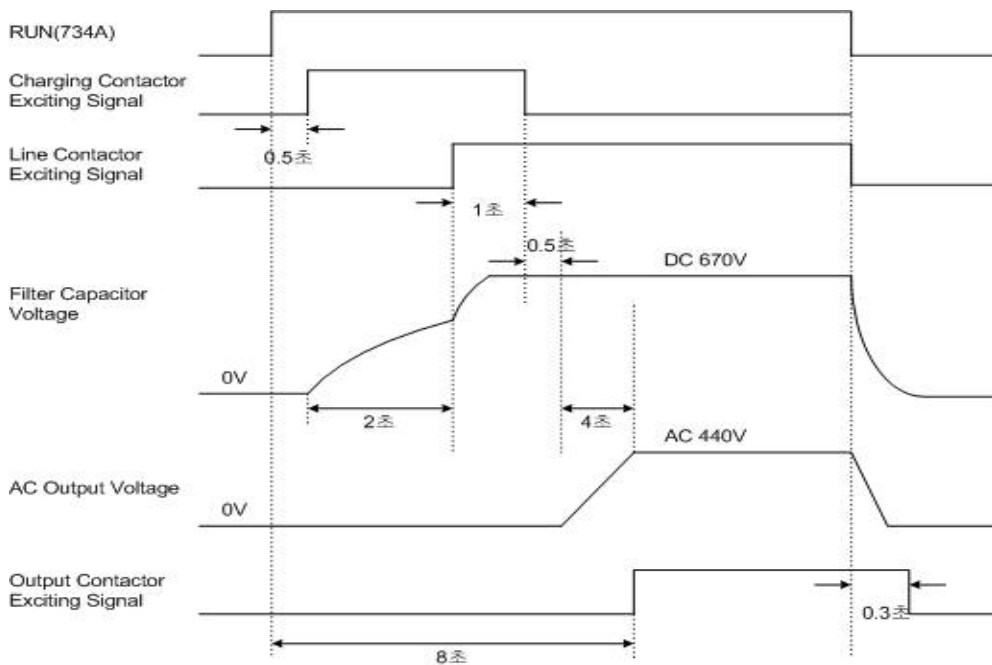 RUN(734A)
Charging Contactor
Exciting Signal
0.5초
Line Contactor
Exciting Signal
1초
0.5초
DC 670V
Filter Capacitor
Voltage
0V
2초
4초
AC 440V
AC Output Voltage
0V
Output Contactor
Exciting Signal
0.3초
8초